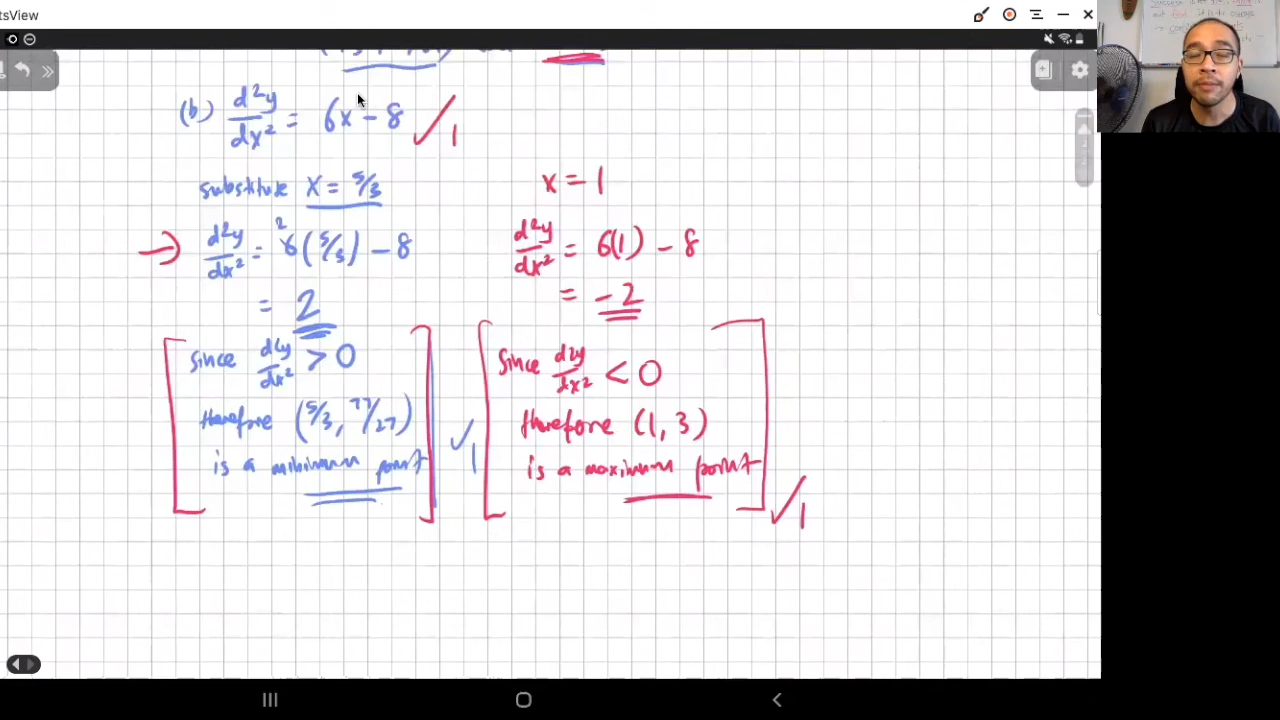 tsView
(b) d²y/dx² = 6x - 8 ✓1
substitute x = 5/3
x = 1
→ d²y/dx² = 6(5/3) - 8
2
d²y/dx² = 6(1) - 8
= 2
= -2
Since d²y/dx² > 0
therefore (5/3, 77/27)
is a minimum point
✓1
Since d²y/dx² < 0
therefore (1, 3)
is a maximum point
✓1